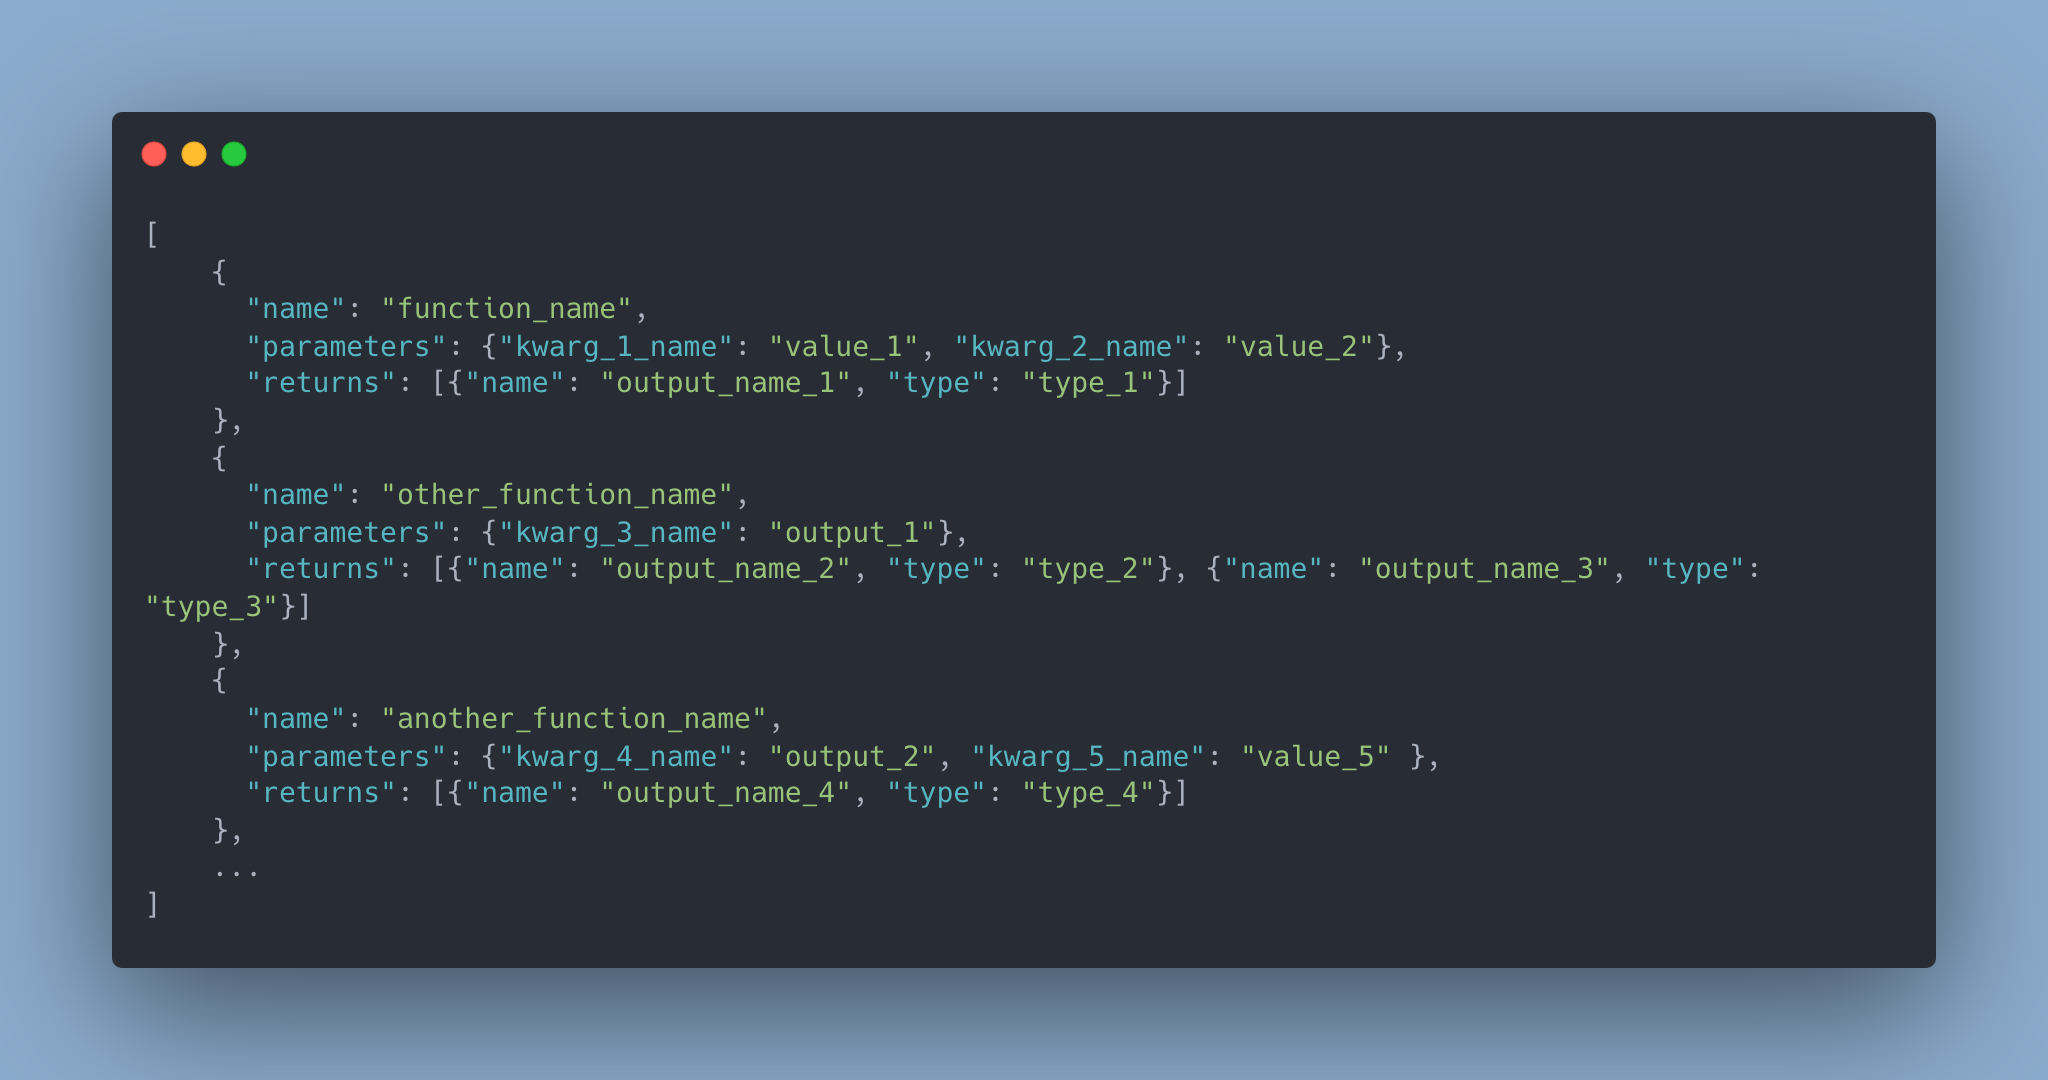 [
    {
      "name": "function_name",
      "parameters": {"kwarg_1_name": "value_1", "kwarg_2_name": "value_2"},
      "returns": [{"name": "output_name_1", "type": "type_1"}]
    },
    {
      "name": "other_function_name",
      "parameters": {"kwarg_3_name": "output_1"},
      "returns": [{"name": "output_name_2", "type": "type_2"}, {"name": "output_name_3", "type":
"type_3"}]
    },
    {
      "name": "another_function_name",
      "parameters": {"kwarg_4_name": "output_2", "kwarg_5_name": "value_5" },
      "returns": [{"name": "output_name_4", "type": "type_4"}]
    },
    ...
]